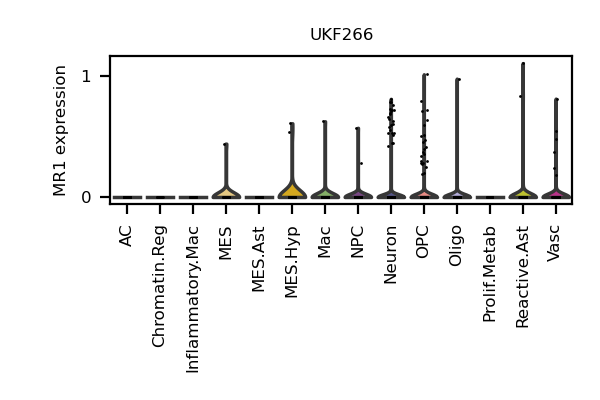 UKF266
MR1 expression
1
0
AC
Chromatin.Reg
Inflammatory.Mac
MES
MES.Ast
MES.Hyp
Mac
NPC
Neuron
OPC
Oligo
Prolif.Metab
Reactive.Ast
Vasc